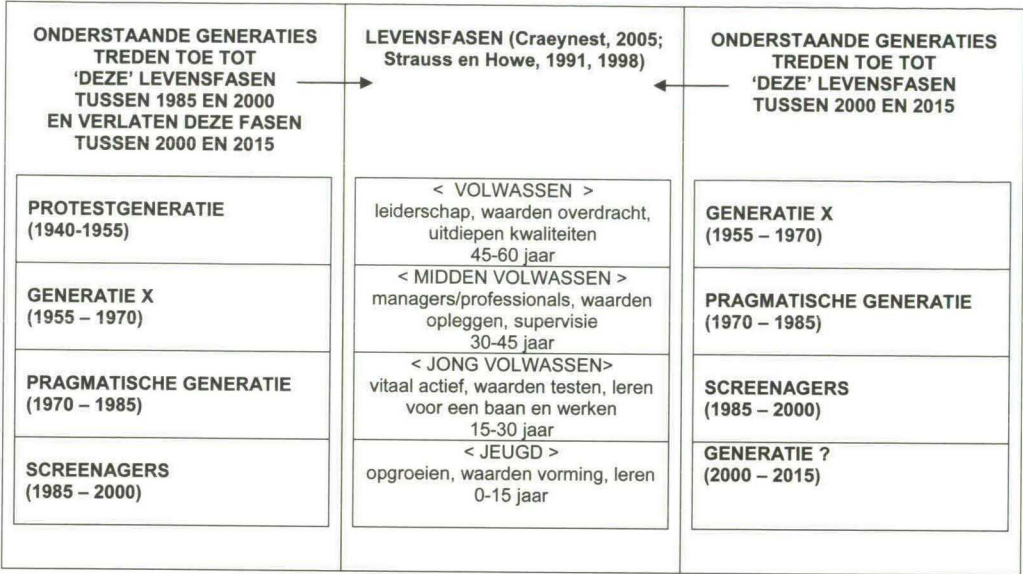 ONDERSTAANDE GENERATIES
TREDEN TOE TOT
‘DEZE’ LEVENSFASEN
TUSSEN 1985 EN 2000
EN VERLATEN DEZE FASEN
TUSSEN 2000 EN 2015
LEVENSFASEN (Craeynest, 2005;
Strauss en Howe, 1991, 1998)
ONDERSTAANDE GENERATIES
TREDEN TOE TOT
‘DEZE’ LEVENSFASEN
TUSSEN 2000 EN 2015
PROTESTGENERATIE
(1940-1955)
< VOLWASSEN >
leiderschap, waarden overdracht,
uitdiepen kwaliteiten
45-60 jaar
GENERATIE X
(1955 – 1970)
GENERATIE X
(1955 – 1970)
< MIDDEN VOLWASSEN >
managers/professionals, waarden
opleggen, supervisie
30-45 jaar
PRAGMATISCHE GENERATIE
(1970 – 1985)
PRAGMATISCHE GENERATIE
(1970 – 1985)
< JONG VOLWASSEN>
vitaal actief, waarden testen, leren
voor een baan en werken
15-30 jaar
SCREENAGERS
(1985 – 2000)
SCREENAGERS
(1985 – 2000)
< JEUGD >
opgroeien, waarden vorming, leren
0-15 jaar
GENERATIE ?
(2000 – 2015)